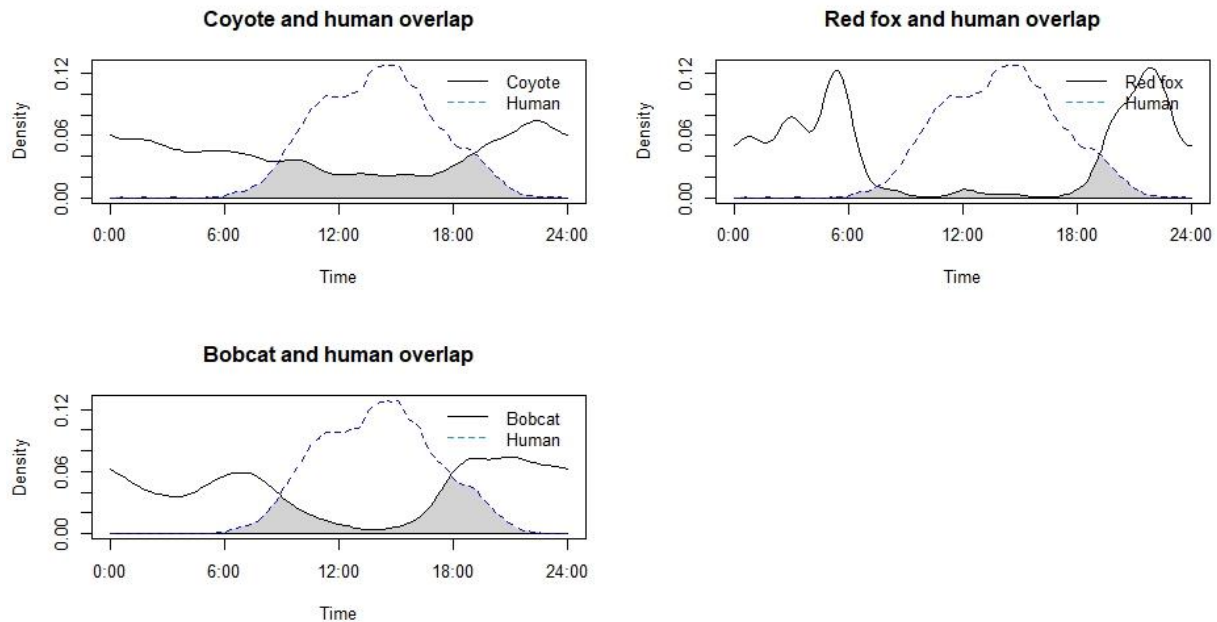 Coyote and human overlap
Density
0.12
0.06
0.00
Coyote
Human
0:00 6:00 12:00 18:00 24:00
Time
Red fox and human overlap
Density
0.12
0.06
0.00
Red fox
Human
0:00 6:00 12:00 18:00 24:00
Time
Bobcat and human overlap
Density
0.12
0.06
0.00
Bobcat
Human
0:00 6:00 12:00 18:00 24:00
Time